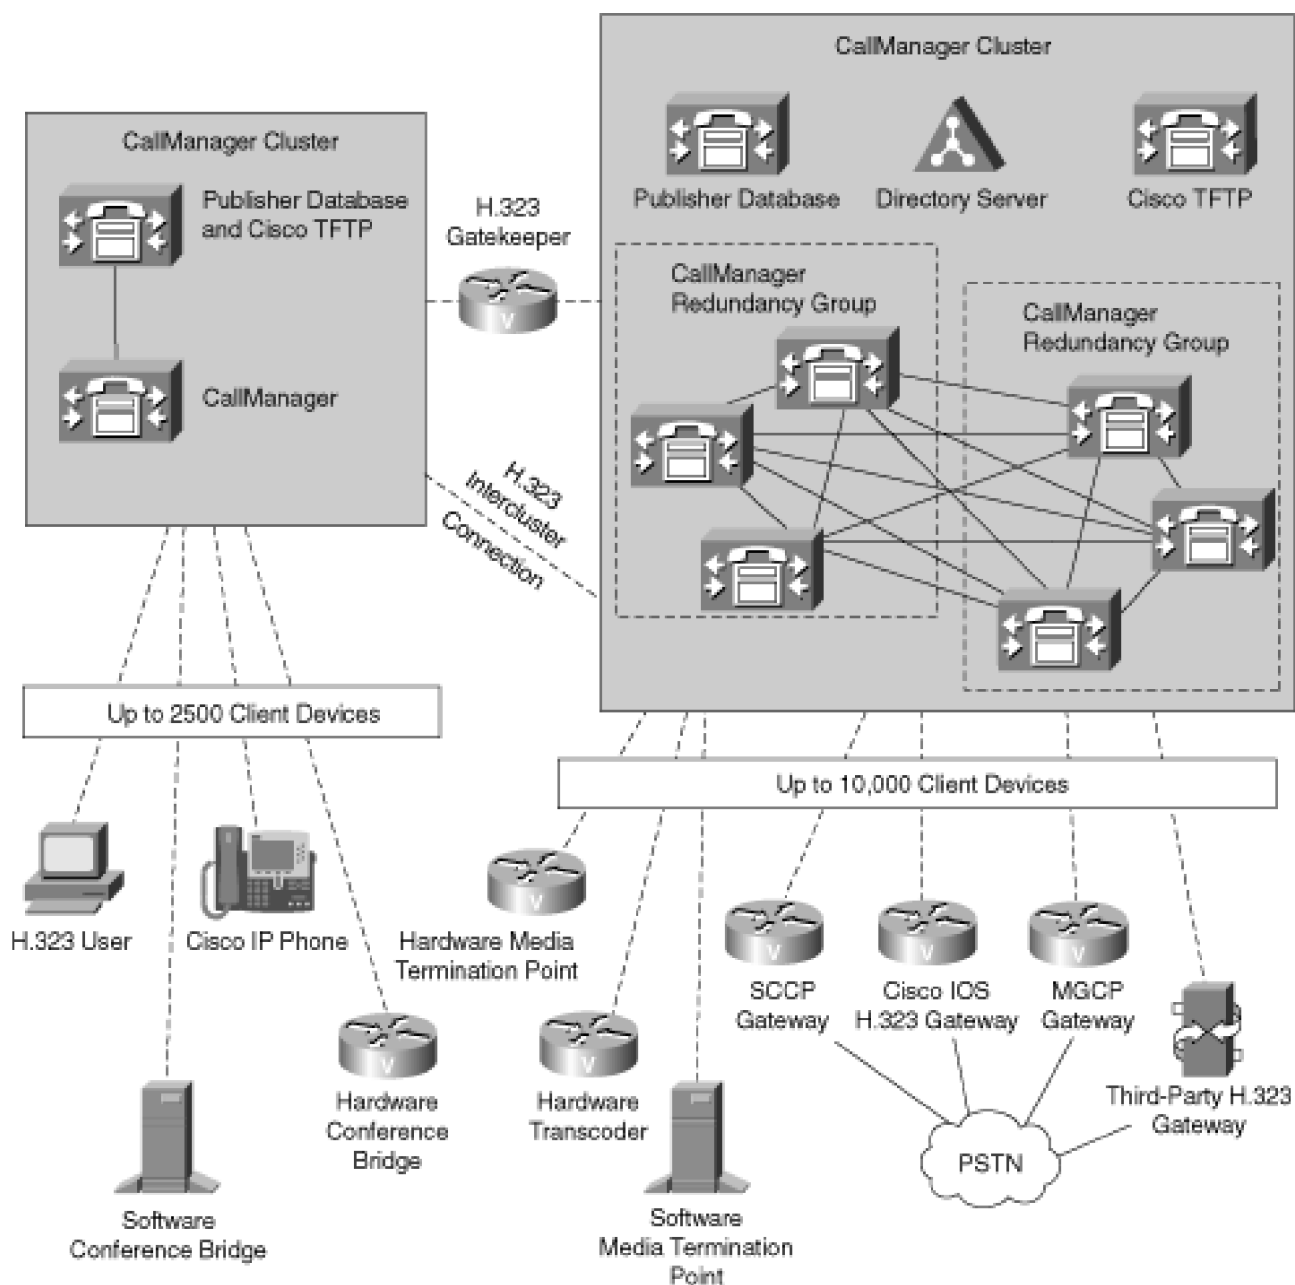 CallManager Cluster
Publisher Database
and Cisco TFTP
CallManager
H.323
Gatekeeper
H.323
Intercluster
Connection
CallManager Cluster
Publisher Database
Directory Server
Cisco TFTP
CallManager
Redundancy Group
CallManager
Redundancy Group
V
Up to 2500 Client Devices
Up to 10,000 Client Devices
H.323 User
Cisco IP Phone
V
Hardware Media
Termination Point
V
SCCP
Gateway
V
Cisco IOS
H.323 Gateway
V
MGCP
Gateway
Third-Party H.323
Gateway
V
Hardware
Conference
Bridge
V
Hardware
Transcoder
PSTN
Software
Conference Bridge
Software
Media Termination
Point